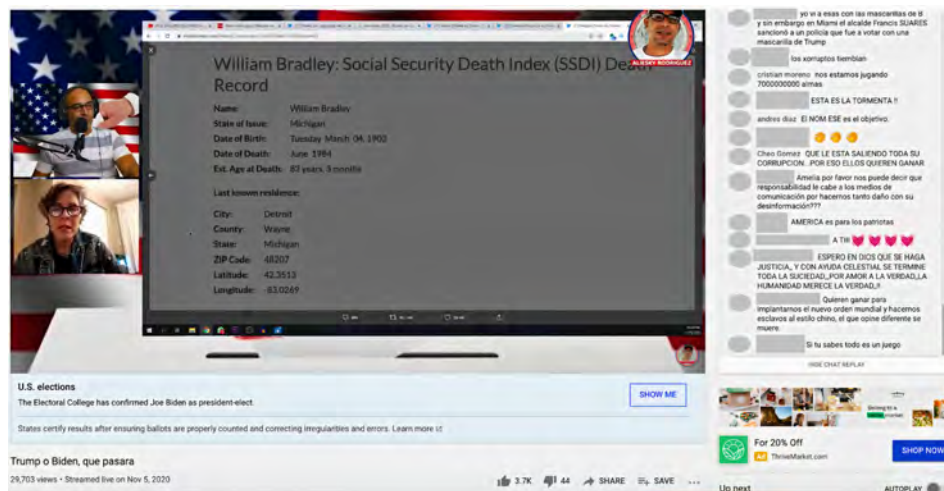 ALIESKY RODRIGUEZ
William Bradley: Social Security Death Index (SSDI) Death
Record
Name: William Bradley
State of Issue: Michigan
Date of Birth: Tuesday March 04, 1902
Date of Death: June 1984
Est. Age at Death: 82 years, 3 months
Last known residence:
City: Detroit
County: Wayne
State: Michigan
ZIP Code: 48207
Latitude: 42.3513
Longitude: -83.0269
U.S. elections
The Electoral College has confirmed Joe Biden as president-elect.
SHOW ME
States certify results after ensuring ballots are properly counted and correcting irregularities and errors. Learn more
Trump o Biden, que pasara
29,703 views • Streamed live on Nov 5, 2020
3.7K
44
SHARE
SAVE
yo vi a esas con las mascarillas de B
y sin embargo en Miami el alcalde Francis SUARES
sancionó a un policía que fue a votar con una
mascarilla de Trump
los xorruptos tiemblan
cristian moreno nos estamos jugando
7000000000 almas
ESTA ES LA TORMENTA !!
andres diaz El NOM ESE es el objetivo.
Cheo Gomez QUE LE ESTA SALIENDO TODA SU
CORRUPCION. .POR ESO ELLOS QUIEREN GANAR
Amelia por favor nos puede decir que
responsabilidad le cabe a los medios de
comunicación por hacernos tanto daño con su
desinformación???
AMERICA es para los patriotas
A TIII
ESPERO EN DIOS QUE SE HAGA
JUSTICIA,, Y CON AYUDA CELESTIAL SE TERMINE
TODA LA SUCIEDAD,,POR AMOR A LA VERDAD,,LA
HUMANIDAD MERECE LA VERDAD,,!!
Quieren ganar para
implantarnos el nuevo orden mundial y hacernos
esclavos al estilo chino, el que opine diferente se
muere.
Si tu sabes todo es un juego
HIDE CHAT REPLAY
For 20% Off
Ad ThriveMarket.com
SHOP NOW
Up next
AUTOPLAY